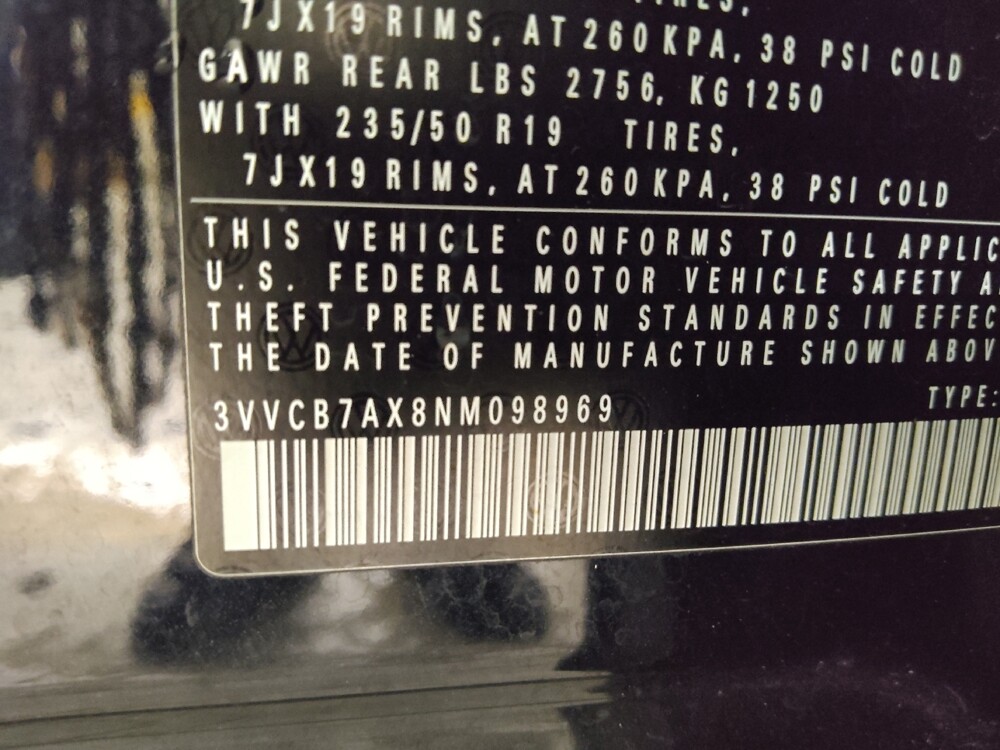 TIRES,
7JX19 RIMS, AT 260 KPA, 38 PSI COLD
GAWR REAR LBS 2756, KG 1250
WITH 235/50 R19 TIRES,
7JX19 RIMS, AT 260 KPA, 38 PSI COLD
THIS VEHICLE CONFORMS TO ALL APPLIC
U.S. FEDERAL MOTOR VEHICLE SAFETY A
THEFT PREVENTION STANDARDS IN EFFEC
THE DATE OF MANUFACTURE SHOWN ABOV
TYPE:
3VVCB7AX8NM098969